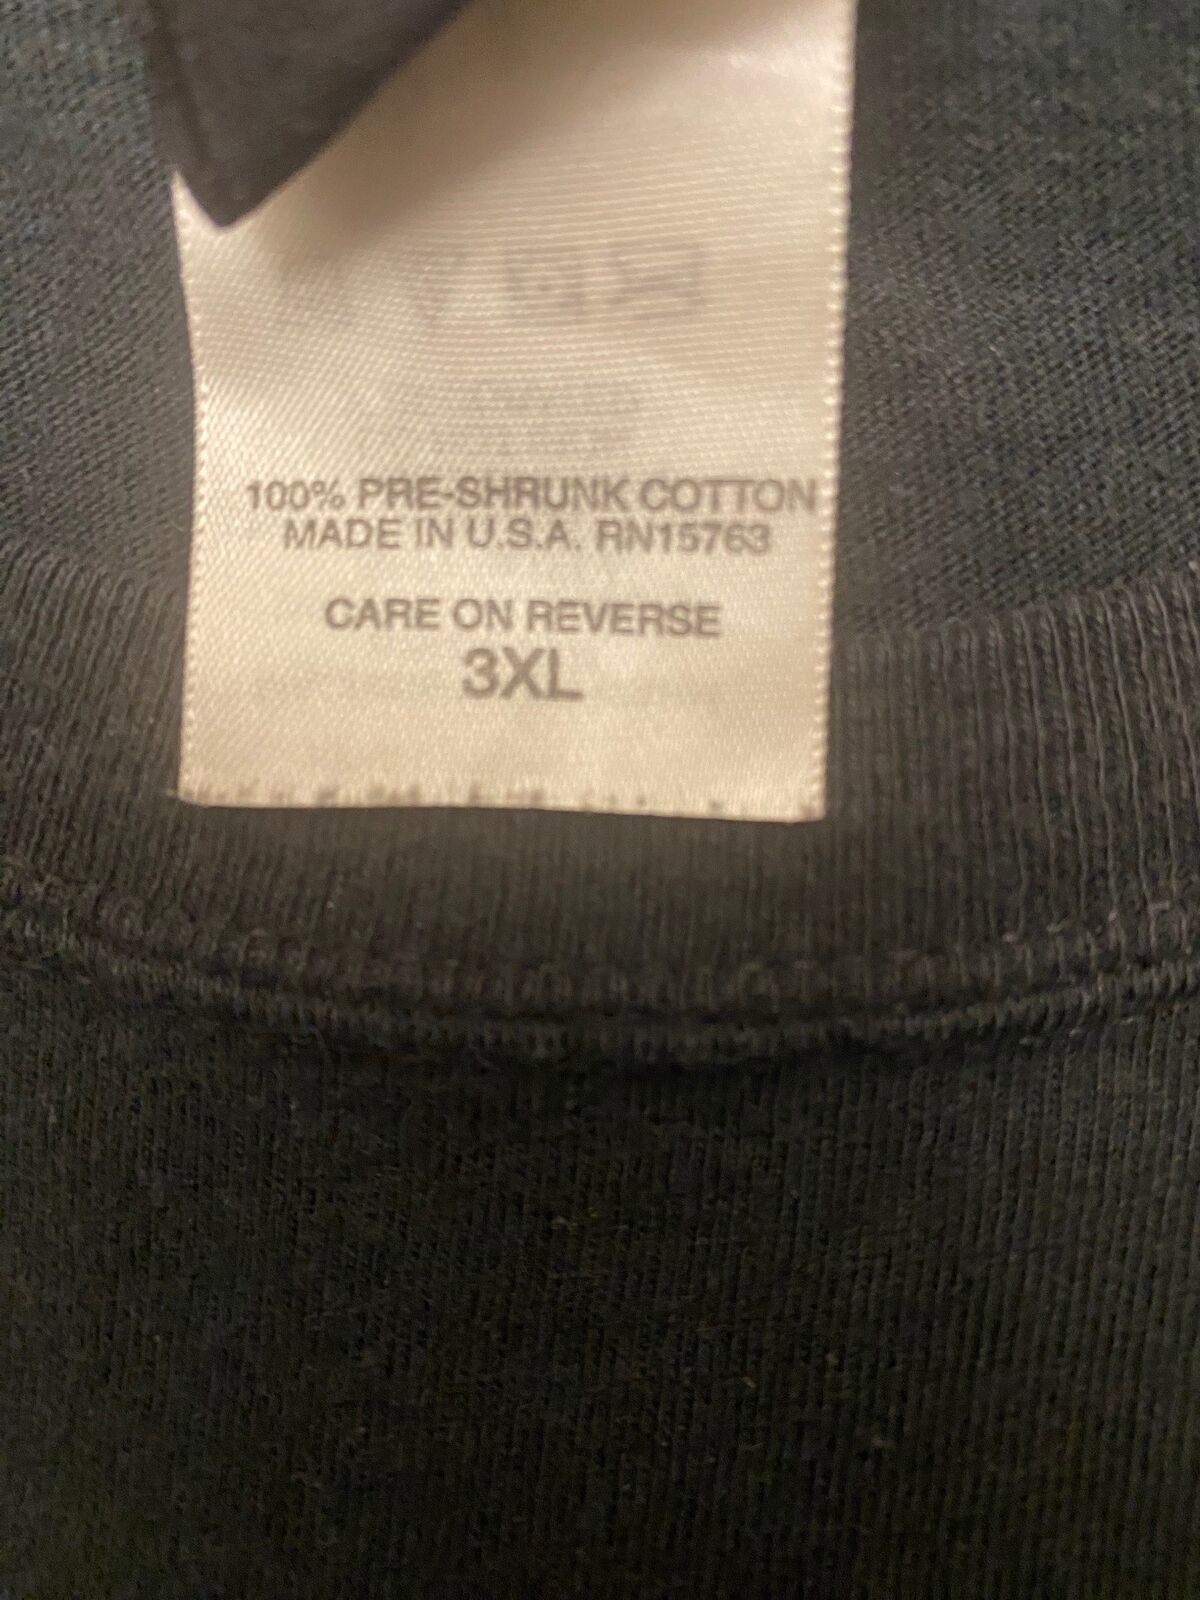 100% PRE-SHRUNK COTTON
MADE IN U.S.A. RN15763
CARE ON REVERSE
3XL